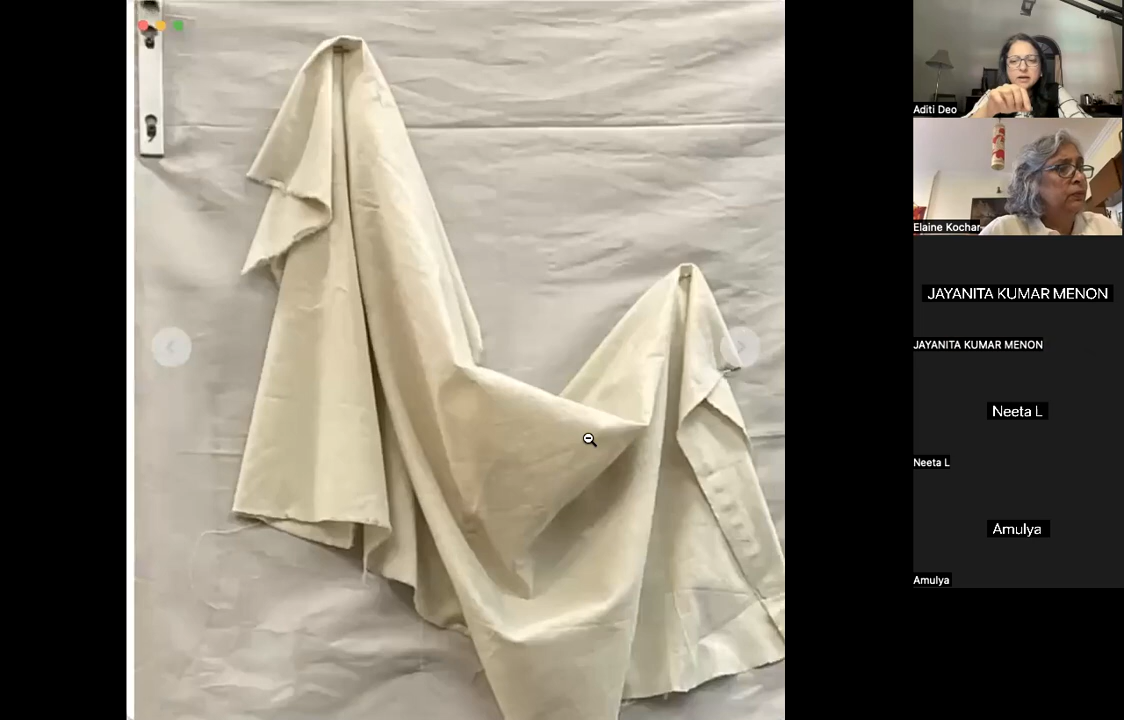 Aditi Deo
Elaine Kochar
JAYANITA KUMAR MENON
JAYANITA KUMAR MENON
Neeta L
Neeta L
Amulya
Amulya